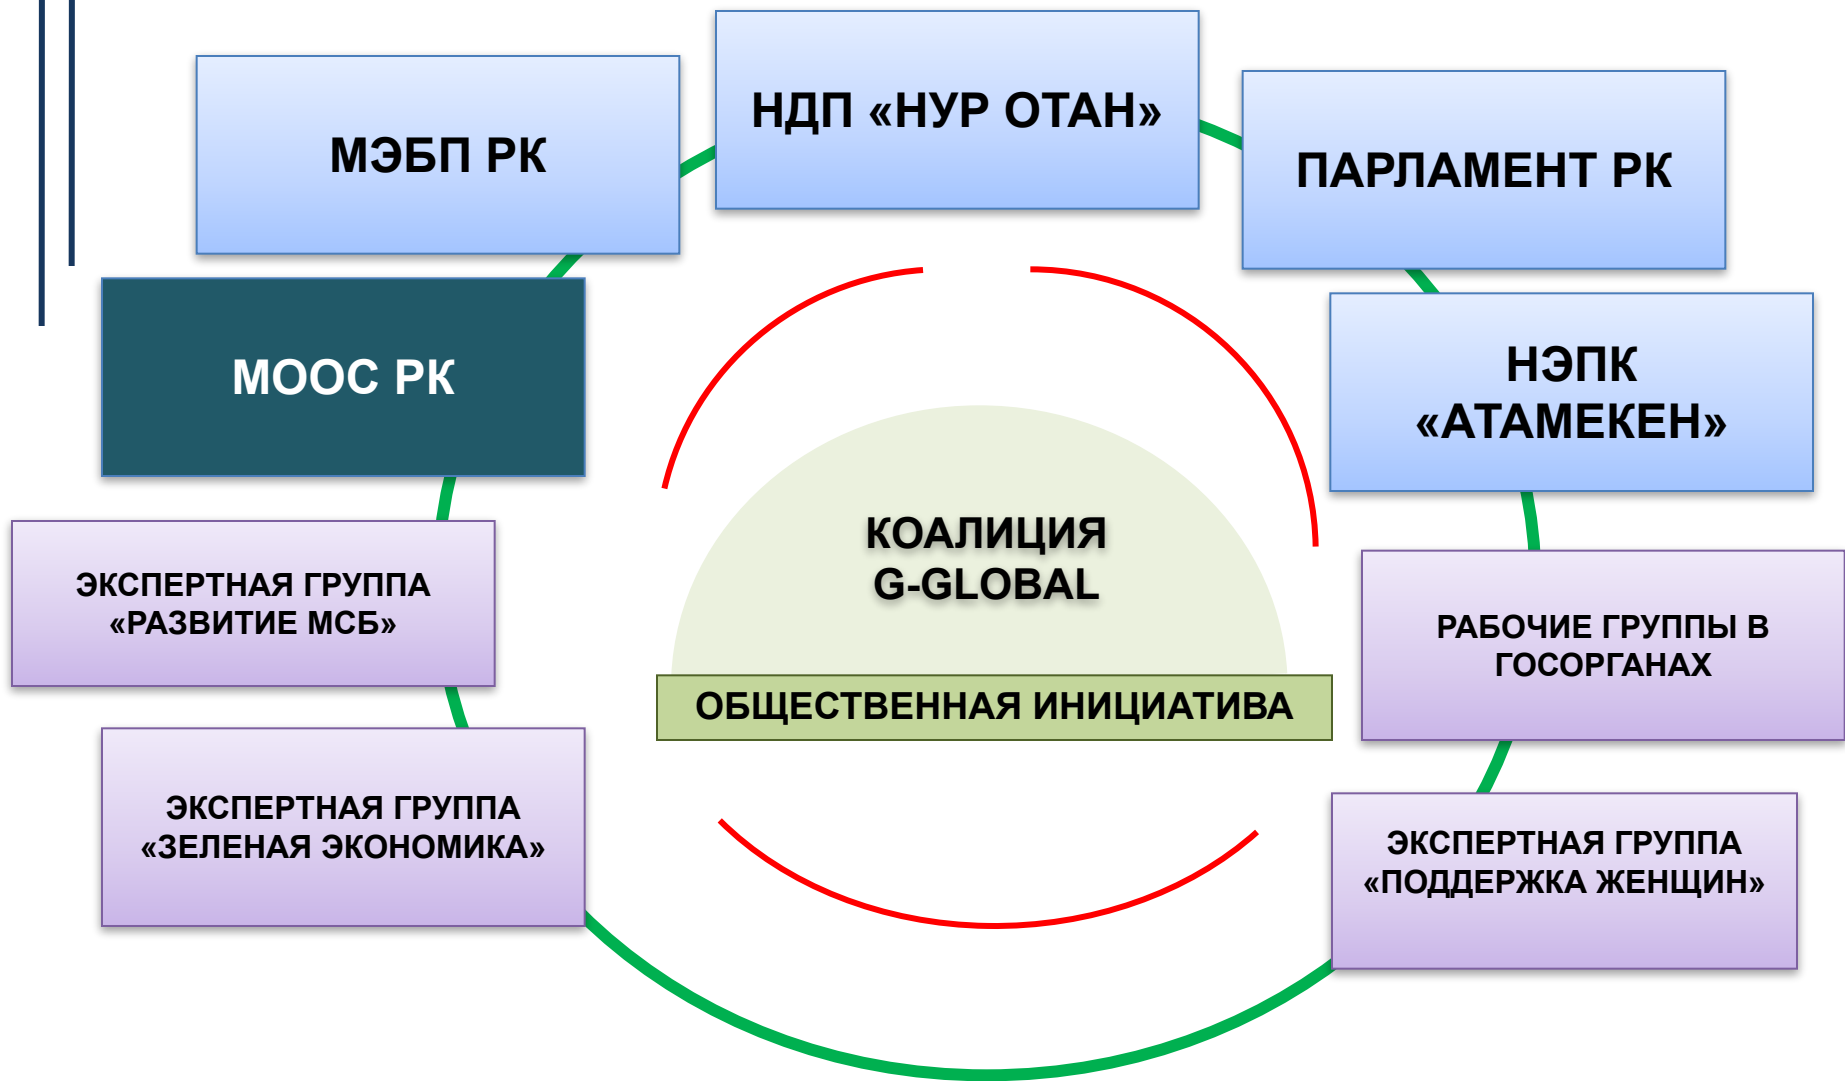 НДП «НУР ОТАН»
МЭБП РК
ПАРЛАМЕНТ РК
МООС РК
НЭПК
«АТАМЕКЕН»
КОАЛИЦИЯ
G-GLOBAL
ОБЩЕСТВЕННАЯ ИНИЦИАТИВА
ЭКСПЕРТНАЯ ГРУППА
«РАЗВИТИЕ МСБ»
РАБОЧИЕ ГРУППЫ В
ГОСОРГАНАХ
ЭКСПЕРТНАЯ ГРУППА
«ЗЕЛЕНАЯ ЭКОНОМИКА»
ЭКСПЕРТНАЯ ГРУППА
«ПОДДЕРЖКА ЖЕНЩИН»